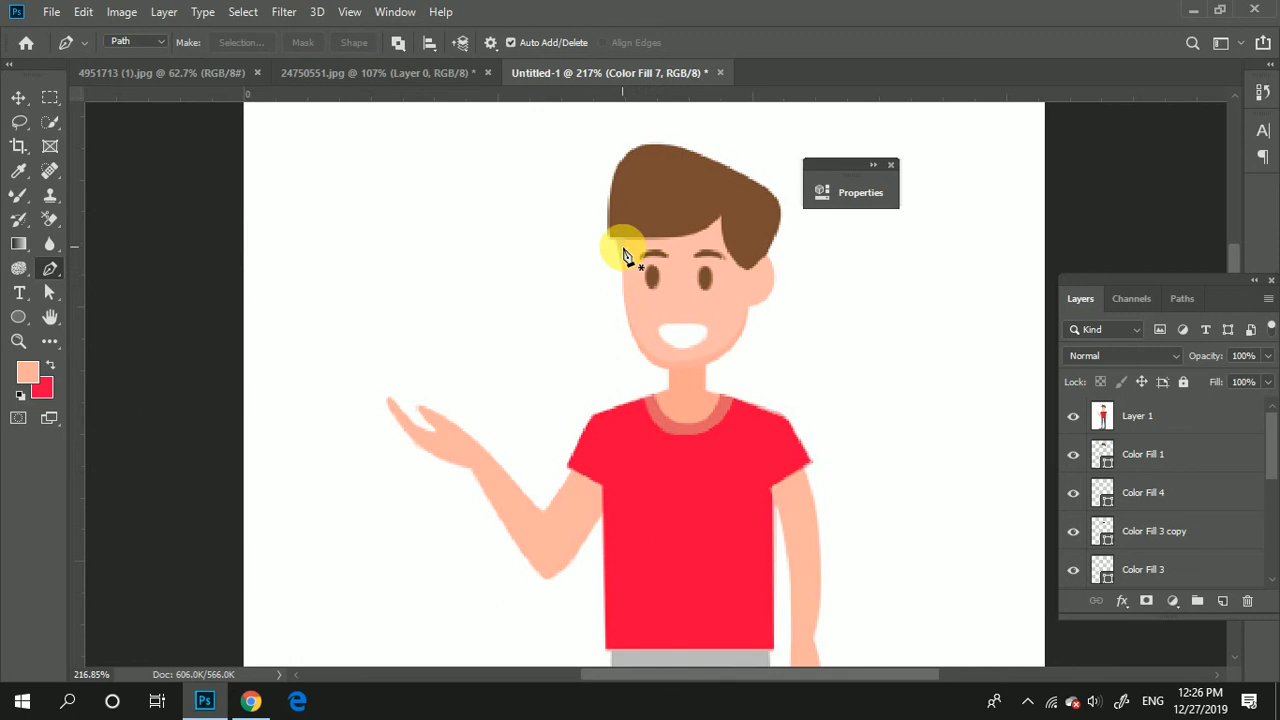 Ps File Edit Image Layer Type Select Filter 3D View Window Help
Path Make: Selection... Mask Shape Auto Add/Delete Align Edges
4951713 (1).jpg @ 62.7% (RGB/8#) × 24750551.jpg @ 107% (Layer 0, RGB/8) * × Untitled-1 @ 217% (Color Fill 7, RGB/8) * ×
0
Properties
Layers Channels Paths
Kind
Normal Opacity: 100%
Lock: Fill: 100%
Layer 1
Color Fill 1
Color Fill 4
Color Fill 3 copy
Color Fill 3
fx
216.85% Doc: 606.0K/566.0K
Ps ENG 12:26 PM
12/27/2019